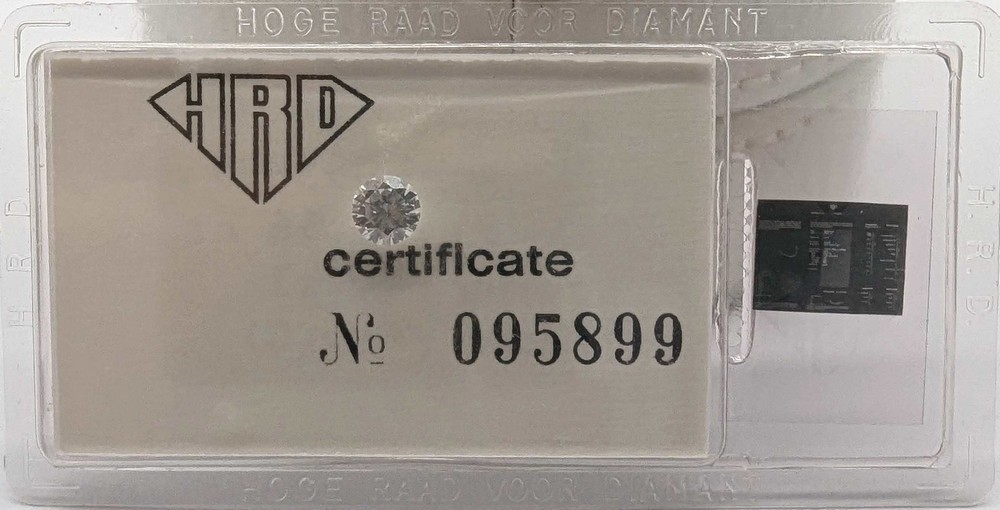 HOGE RAAD VOOR DIAMANT
HRD
certificate
№ 095899
H R D
H. R. D.
HOGE RAAD VOOR DIAMANT